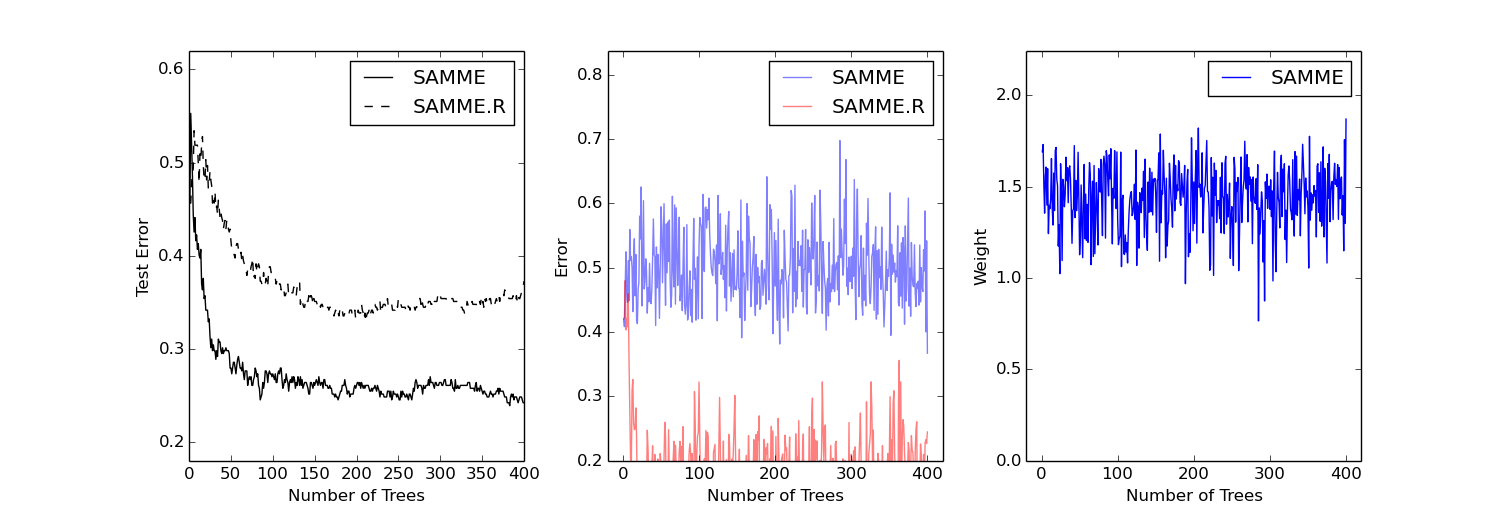 Test Error
0.6
0.5
0.4
0.3
0.2
SAMME
SAMME.R
0 50 100 150 200 250 300 350 400
Number of Trees
Error
0.8
0.7
0.6
0.5
0.4
0.3
0.2
SAMME
SAMME.R
0 100 200 300 400
Number of Trees
Weight
2.0
1.5
1.0
0.5
0.0
SAMME
0 100 200 300 400
Number of Trees